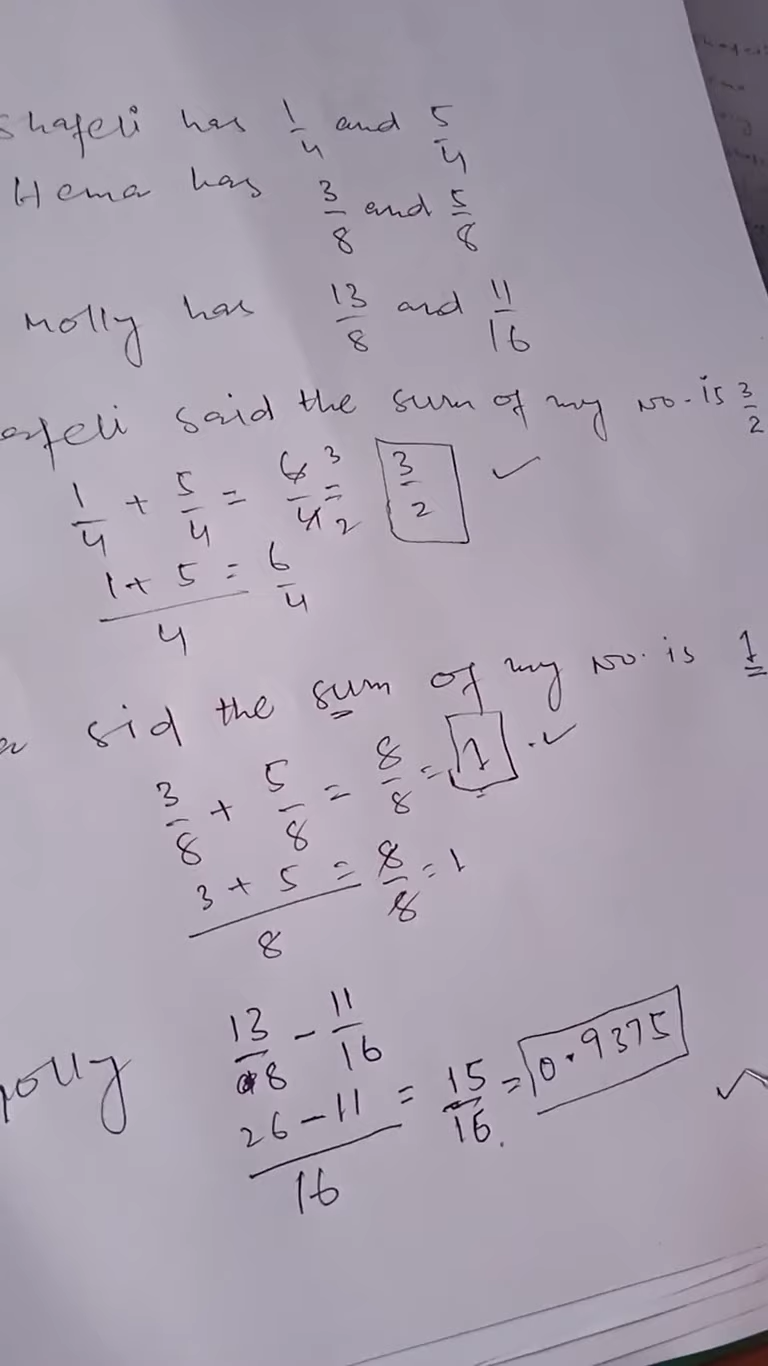 Shafeli has 1/4 and 5/4
Hema has 3/8 and 5/8
Molly has 13/8 and 11/16
afeli said the sum of my No. is 3/2
1/4 + 5/4 = 6/4 3/2 = 3/2 ✓
1 + 5 / 4 = 6/4
a sid the sum of my No. is 1
3/8 + 5/8 = 8/8 = 1 . ✓
3 + 5 / 8 = 8/8 = 1
Molly 13/8 - 11/16
26 - 11 / 16 = 15/16 = 0.9375 ✓